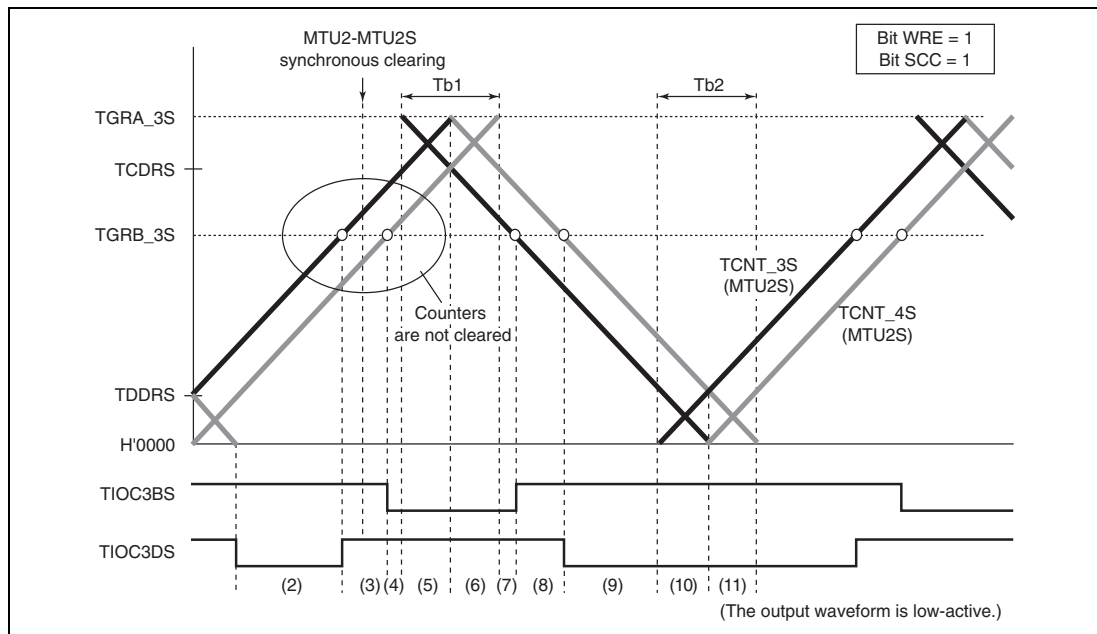 MTU2-MTU2S
synchronous clearing
Bit WRE = 1
Bit SCC = 1
Tb1
Tb2
TGRA_3S
TCDRS
TGRB_3S
TCNT_3S
(MTU2S)
TCNT_4S
(MTU2S)
Counters
are not cleared
TDDRS
H'0000
TIOC3BS
TIOC3DS
(2)
(3)
(4)
(5)
(6)
(7)
(8)
(9)
(10)
(11)
(The output waveform is low-active.)